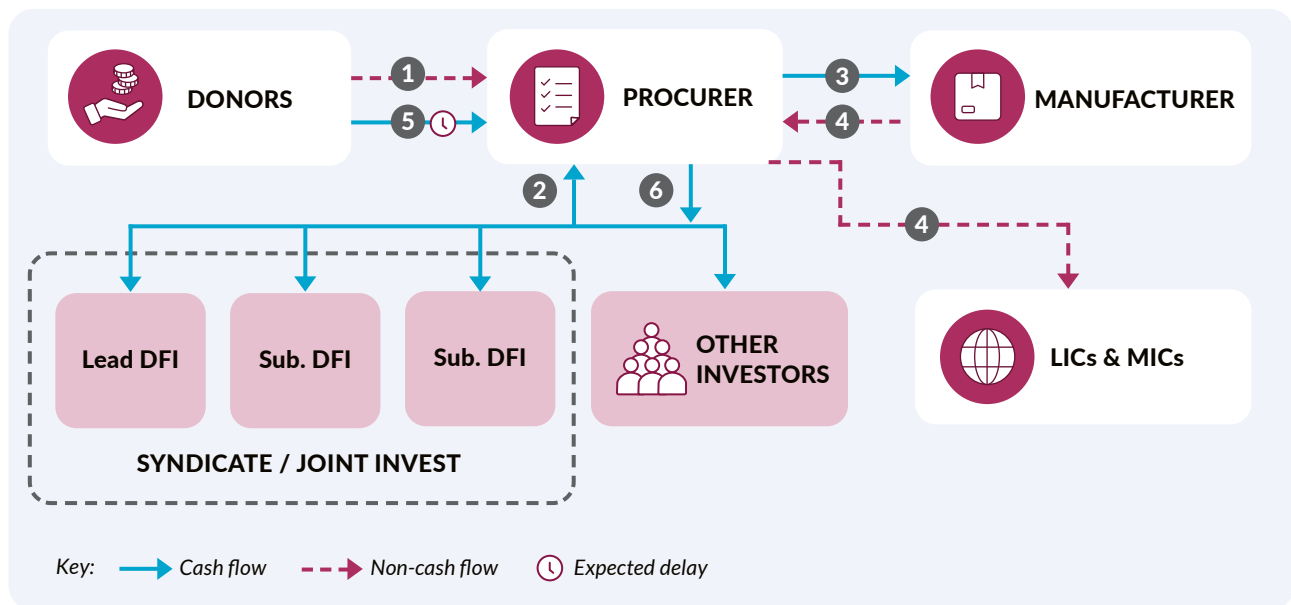 DONORS
1
5
PROCURER
3
4
MANUFACTURER
2
6
4
Lead DFI
Sub. DFI
Sub. DFI
OTHER
INVESTORS
LICs & MICs
SYNDICATE / JOINT INVEST
Key:
Cash flow
Non-cash flow
Expected delay